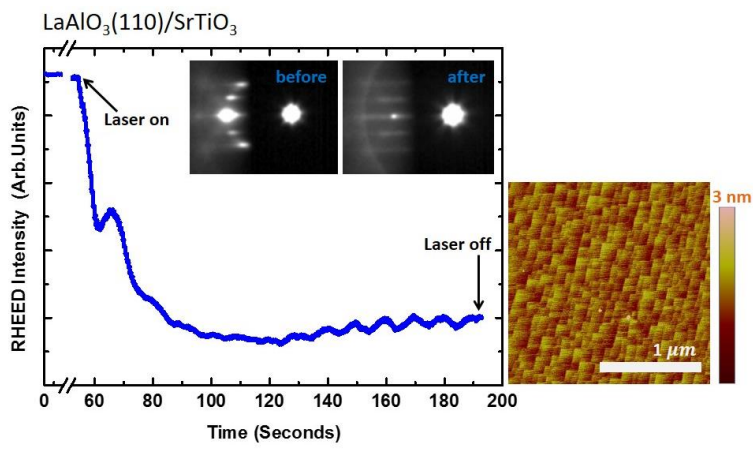 LaAlO₃(110)/SrTiO₃
RHEED Intensity (Arb.Units)
Laser on
before
after
Laser off
0 60 80 100 120 140 160 180 200
Time (Seconds)
3 nm
1 μm
0